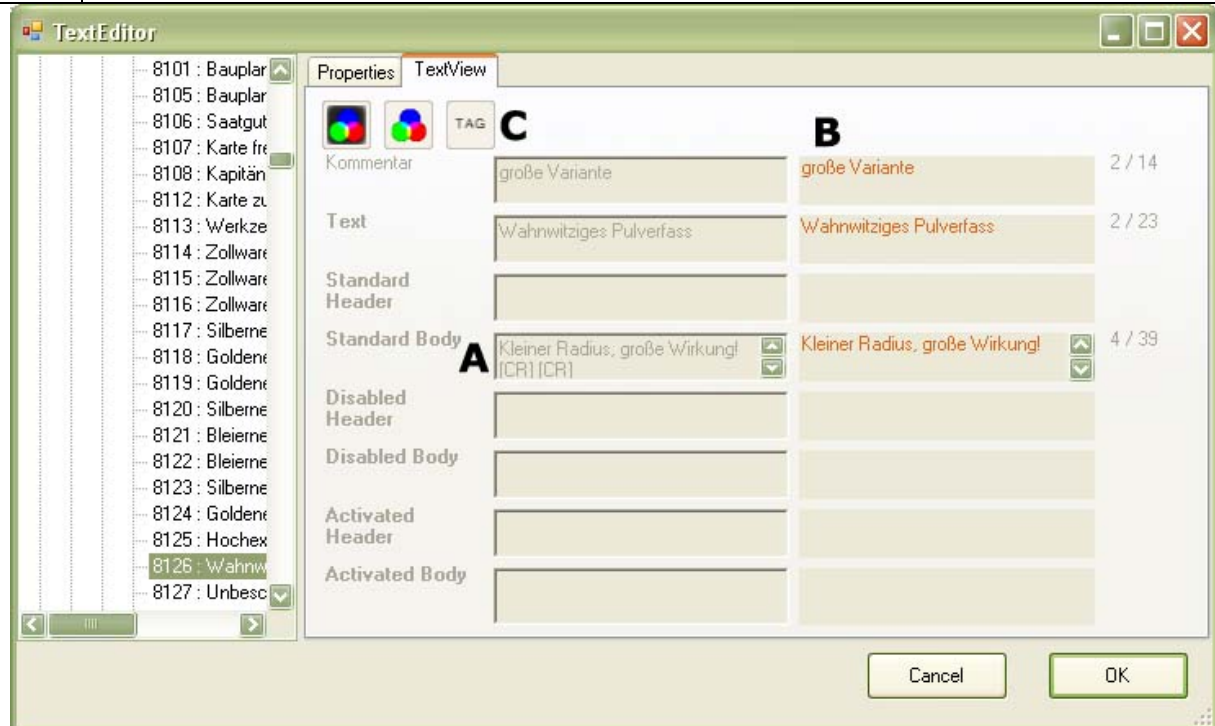 TextEditor
8101 : Bauplar
8105 : Bauplar
8106 : Saatgut
8107 : Karte fre
8108 : Kapitän
8112 : Karte zu
8113 : Werkze
8114 : Zollware
8115 : Zollware
8116 : Zollware
8117 : Silberne
8118 : Goldene
8119 : Goldene
8120 : Silberne
8121 : Bleierne
8122 : Bleierne
8123 : Silberne
8124 : Goldene
8125 : Hochex
8126 : Wahnw
8127 : Unbesc
Properties TextView
TAG C B
Kommentar große Variante große Variante 2 / 14
Text Wahnwitziges Pulverfass Wahnwitziges Pulverfass 2 / 23
Standard
Header
Standard Body A Kleiner Radius, große Wirkung! Kleiner Radius, große Wirkung! 4 / 39
[CR] [CR]
Disabled
Header
Disabled Body
Activated
Header
Activated Body
Cancel OK